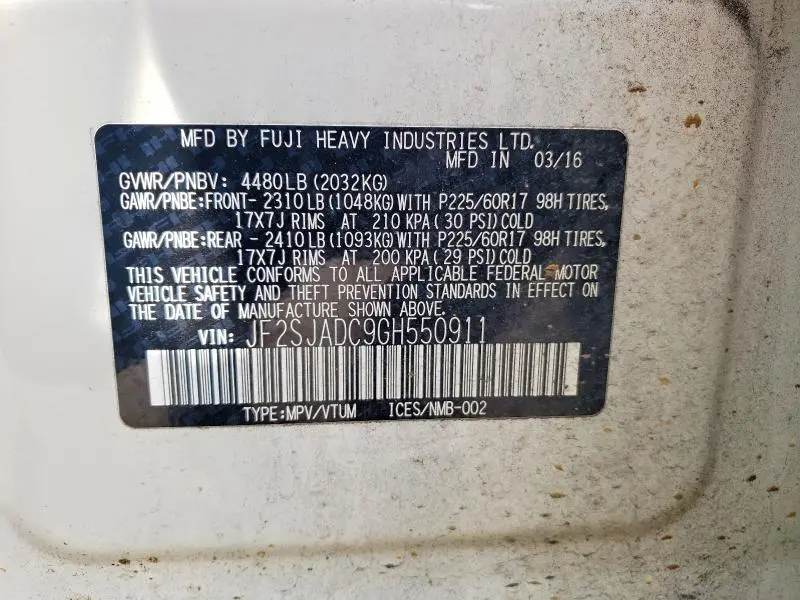 MFD BY FUJI HEAVY INDUSTRIES LTD.
MFD IN 03/16
GVWR/PNBV: 4480LB(2032KG)
GAWR/PNBE:FRONT- 2310LB(1048KG)WITH P225/60R17 98H TIRES,
17X7J RIMS AT 210 KPA(30 PSI)COLD
GAWR/PNBE:REAR - 2410LB(1093KG)WITH P225/60R17 98H TIRES,
17X7J RIMS AT 200 KPA(29 PSI)COLD
THIS VEHICLE CONFORMS TO ALL APPLICABLE FEDERAL MOTOR
VEHICLE SAFETY AND THEFT PREVENTION STANDARDS IN EFFECT ON
THE DATE OF MANUFACTURE SHOWN ABOVE.
VIN: JF2SJADC9GH550911
TYPE:MPV/VTUM ICES/NMB-002